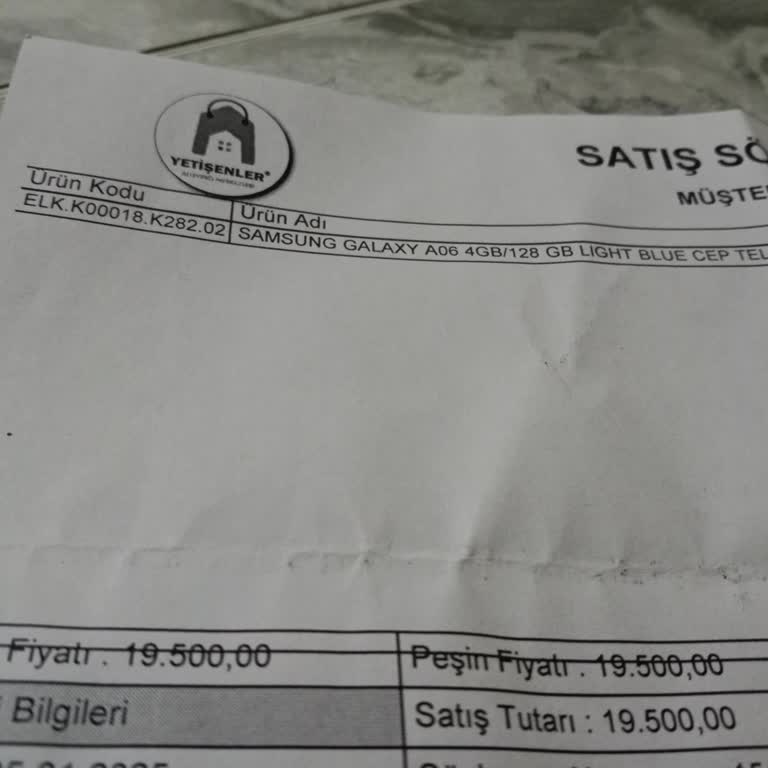 YETİŞENLER®
ALIŞVERİŞ MERKEZLERİ
SATIŞ SÖ
MÜŞTE
Ürün Kodu
Ürün Adı
ELK.K00018.K282.02
SAMSUNG GALAXY A06 4GB/128 GB LIGHT BLUE CEP TEL
Fiyatı . 19.500,00
Peşin Fiyatı . 19.500,00
Bilgileri
Satış Tutarı : 19.500,00